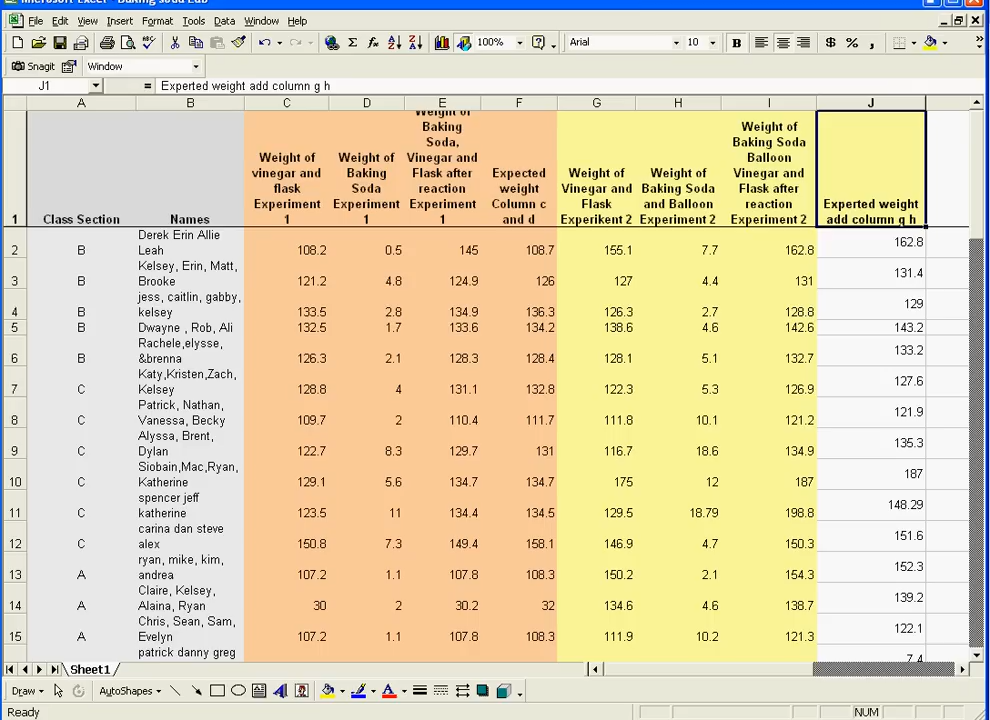 Microsoft Excel - Baking Soda Lab
File Edit View Insert Format Tools Data Window Help
100% Arial 10 B $ % ,
Snagit Window
J1 = Experted weight add column g h
A B C D E F G H I J
1 Class Section Names Weight of vinegar and flask Experiment 1 Weight of Baking Soda Experiment 1 Weight of Baking Soda, Vinegar and Flask after reaction Experiment 1 Expected weight Column c and d Weight of Vinegar and Flask Experikent 2 Weight of Baking Soda and Balloon Experiment 2 Weight of Baking Soda Balloon Vinegar and Flask after reaction Experiment 2 Experted weight add column g h
2 B Derek Erin Allie Leah 108.2 0.5 145 108.7 155.1 7.7 162.8 162.8
3 B Kelsey, Erin, Matt, Brooke 121.2 4.8 124.9 126 127 4.4 131 131.4
4 B jess, caitlin, gabby, kelsey 133.5 2.8 134.9 136.3 126.3 2.7 128.8 129
5 B Dwayne , Rob, Ali 132.5 1.7 133.6 134.2 138.6 4.6 142.6 143.2
6 B Rachele,elysse, &brenna 126.3 2.1 128.3 128.4 128.1 5.1 132.7 133.2
7 C Katy,Kristen,Zach, Kelsey 128.8 4 131.1 132.8 122.3 5.3 126.9 127.6
8 C Patrick, Nathan, Vanessa, Becky 109.7 2 110.4 111.7 111.8 10.1 121.2 121.9
9 C Alyssa, Brent, Dylan 122.7 8.3 129.7 131 116.7 18.6 134.9 135.3
10 C Siobain,Mac,Ryan, Katherine 129.1 5.6 134.7 134.7 175 12 187 187
11 C spencer jeff katherine 123.5 11 134.4 134.5 129.5 18.79 198.8 148.29
12 C carina dan steve alex 150.8 7.3 149.4 158.1 146.9 4.7 150.3 151.6
13 A ryan, mike, kim, andrea 107.2 1.1 107.8 108.3 150.2 2.1 154.3 152.3
14 A Claire, Kelsey, Alaina, Ryan 30 2 30.2 32 134.6 4.6 138.7 139.2
15 A Chris, Sean, Sam, Evelyn 107.2 1.1 107.8 108.3 111.9 10.2 121.3 122.1
patrick danny greg 7.4
Sheet1
Draw AutoShapes
Ready NUM